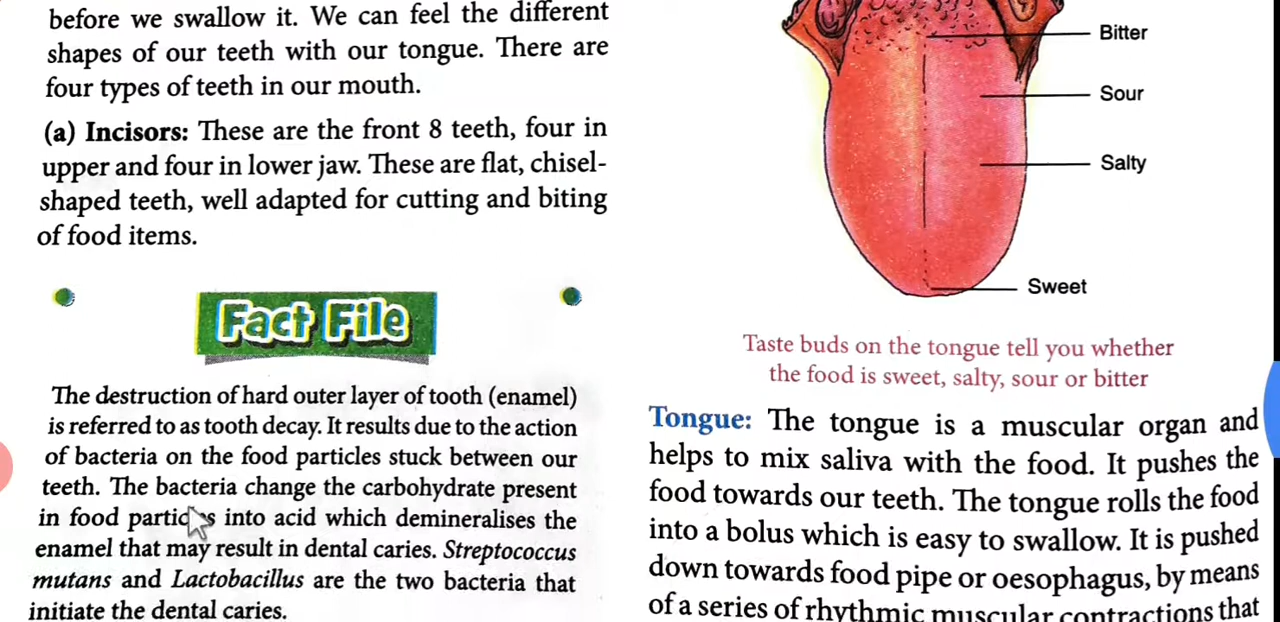 before we swallow it. We can feel the different
shapes of our teeth with our tongue. There are
four types of teeth in our mouth.
(a) Incisors: These are the front 8 teeth, four in
upper and four in lower jaw. These are flat, chisel-
shaped teeth, well adapted for cutting and biting
of food items.
Fact File
The destruction of hard outer layer of tooth (enamel)
is referred to as tooth decay. It results due to the action
of bacteria on the food particles stuck between our
teeth. The bacteria change the carbohydrate present
in food particles into acid which demineralises the
enamel that may result in dental caries. Streptococcus
mutans and Lactobacillus are the two bacteria that
initiate the dental caries.
Bitter
Sour
Salty
Sweet
Taste buds on the tongue tell you whether
the food is sweet, salty, sour or bitter
Tongue: The tongue is a muscular organ and
helps to mix saliva with the food. It pushes the
food towards our teeth. The tongue rolls the food
into a bolus which is easy to swallow. It is pushed
down towards food pipe or oesophagus, by means
of a series of rhythmic muscular contractions that